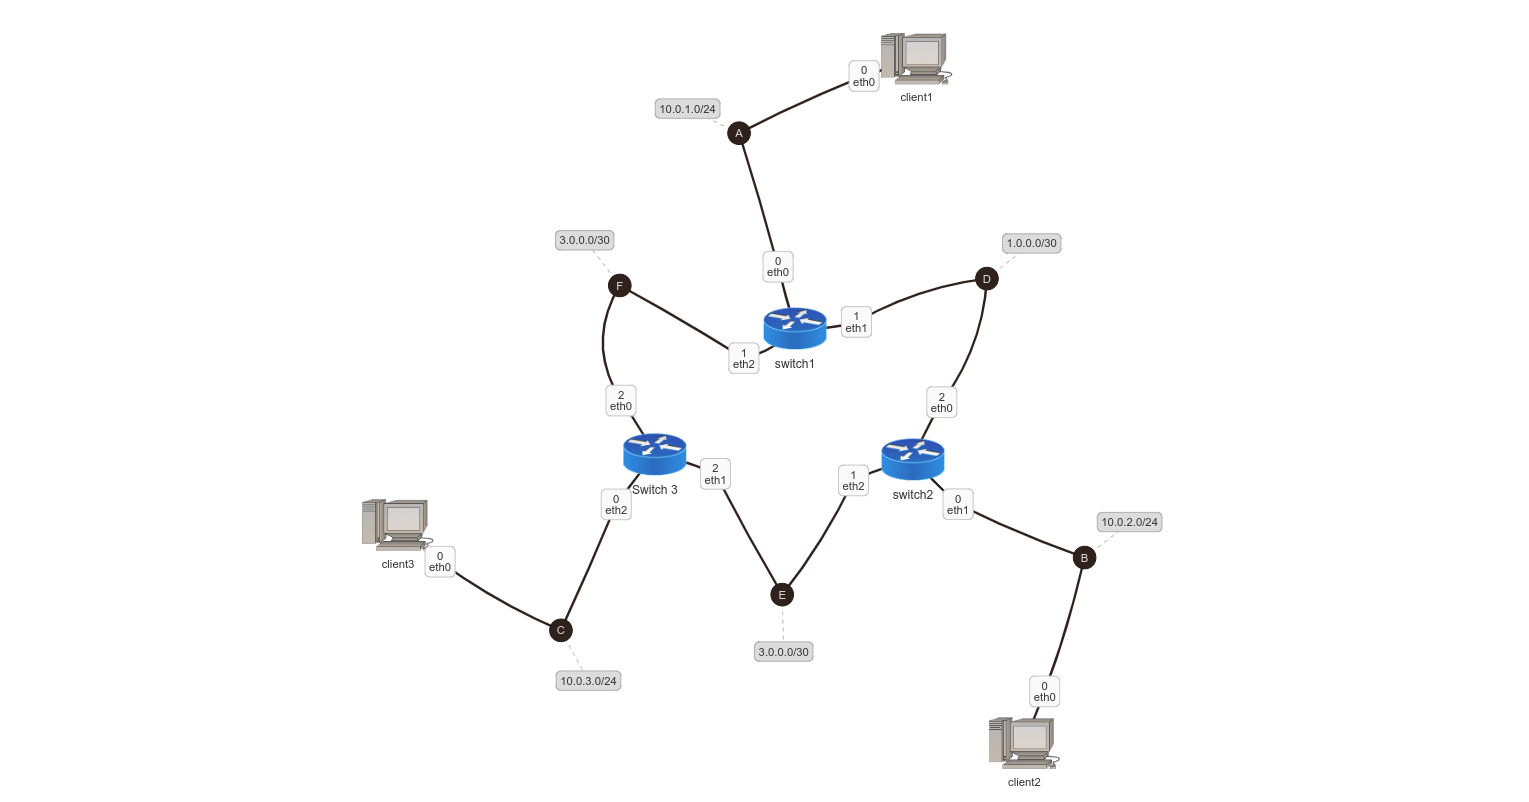 0
eth0
client1
10.0.1.0/24
A
3.0.0.0/30
1.0.0.0/30
0
eth0
D
F
1
eth1
1
eth2
switch1
2
eth0
2
eth0
2
eth1
Switch 3
1
eth2
switch2
0
eth2
0
eth1
10.0.2.0/24
0
eth0
client3
B
E
C
3.0.0.0/30
10.0.3.0/24
0
eth0
client2